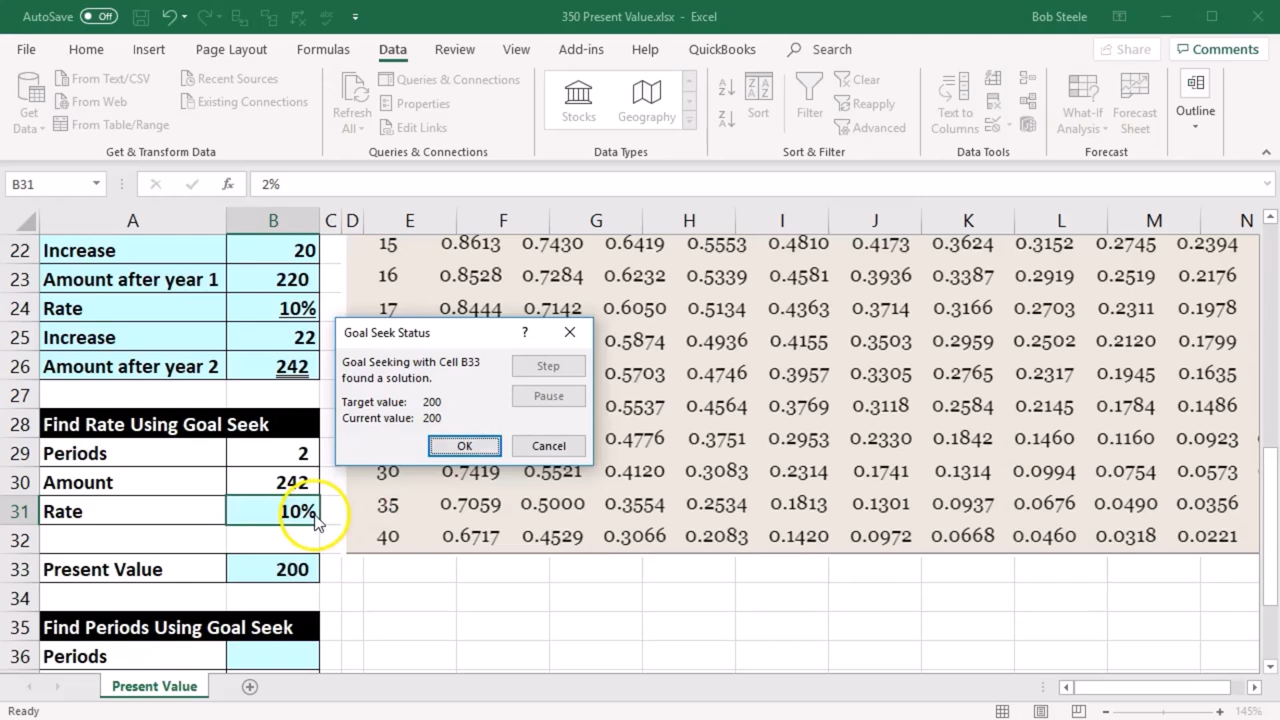 AutoSave Off 350 Present Value.xlsx - Excel Bob Steele
File Home Insert Page Layout Formulas Data Review View Add-ins Help QuickBooks Search Share Comments
Get Data From Text/CSV Recent Sources
From Web Existing Connections
From Table/Range
Get & Transform Data
Refresh All Queries & Connections
Properties
Edit Links
Queries & Connections
Stocks Geography
Data Types
Sort Filter Clear
Reapply
Advanced
Sort & Filter
Text to Columns
Data Tools
What-If Analysis Forecast Sheet
Forecast
Outline
B31 fx 2%
A B C D E F G H I J K L M N
22 Increase 20 15 0.8613 0.7430 0.6419 0.5553 0.4810 0.4173 0.3624 0.3152 0.2745 0.2394
23 Amount after year 1 220 16 0.8528 0.7284 0.6232 0.5339 0.4581 0.3936 0.3387 0.2919 0.2519 0.2176
24 Rate 10% 17 0.8444 0.7142 0.6050 0.5134 0.4363 0.3714 0.3166 0.2703 0.2311 0.1978
25 Increase 22 0.5874 0.4936 0.4155 0.3503 0.2959 0.2502 0.2120 0.1799
26 Amount after year 2 242 0.5703 0.4746 0.3957 0.3305 0.2765 0.2317 0.1945 0.1635
27 0.5537 0.4564 0.3769 0.3118 0.2584 0.2145 0.1784 0.1486
28 Find Rate Using Goal Seek 0.4776 0.3751 0.2953 0.2330 0.1842 0.1460 0.1160 0.0923
29 Periods 2
30 Amount 242 30 0.7419 0.5521 0.4120 0.3083 0.2314 0.1741 0.1314 0.0994 0.0754 0.0573
31 Rate 10% 35 0.7059 0.5000 0.3554 0.2534 0.1813 0.1301 0.0937 0.0676 0.0490 0.0356
32 40 0.6717 0.4529 0.3066 0.2083 0.1420 0.0972 0.0668 0.0460 0.0318 0.0221
33 Present Value 200
34
35 Find Periods Using Goal Seek
36 Periods
Goal Seek Status ?
Goal Seeking with Cell B33
found a solution.
Target value: 200
Current value: 200
Step
Pause
OK Cancel
Present Value
Ready 145%